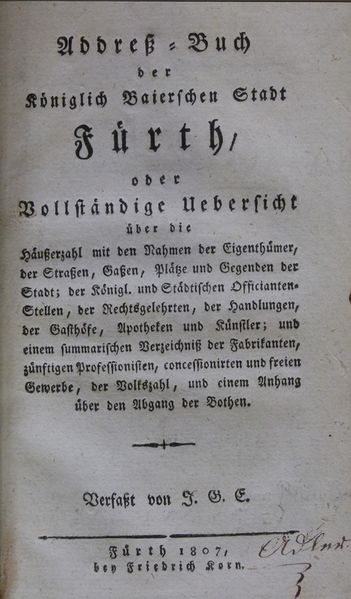 Addreß-Buch
der
Königlich Baierschen Stadt
Fürth,
oder
Vollständige Uebersicht
über die
Häußerzahl mit den Nahmen der Eigenthümer,
der Straßen, Gaßen, Plätze und Gegenden der
Stadt; der Königl. und Städtischen Officianten-
Stellen, der Rechtsgelehrten, der Handlungen,
der Gasthöfe, Apotheken und Künstler; und
einem summarischen Verzeichniß der Fabrikanten,
zünftigen Professionisten, concessionirten und freien
Gewerbe, der Volkszahl, und einem Anhang
über den Abgang der Bothen.
Verfaßt von J. G. E.
Fürth 1807,
bey Friedrich Korn.
Adler